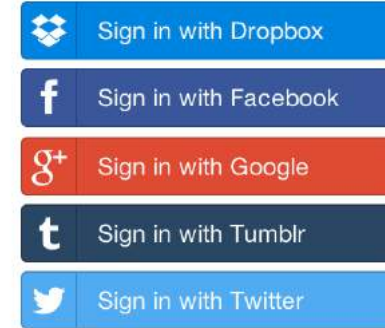 Sign in with Dropbox
f Sign in with Facebook
g+ Sign in with Google
t Sign in with Tumblr
Sign in with Twitter